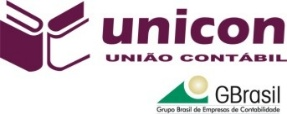 unicon
UNIÃO CONTÁBIL
GBrasil
Grupo Brasil de Empresas de Contabilidade